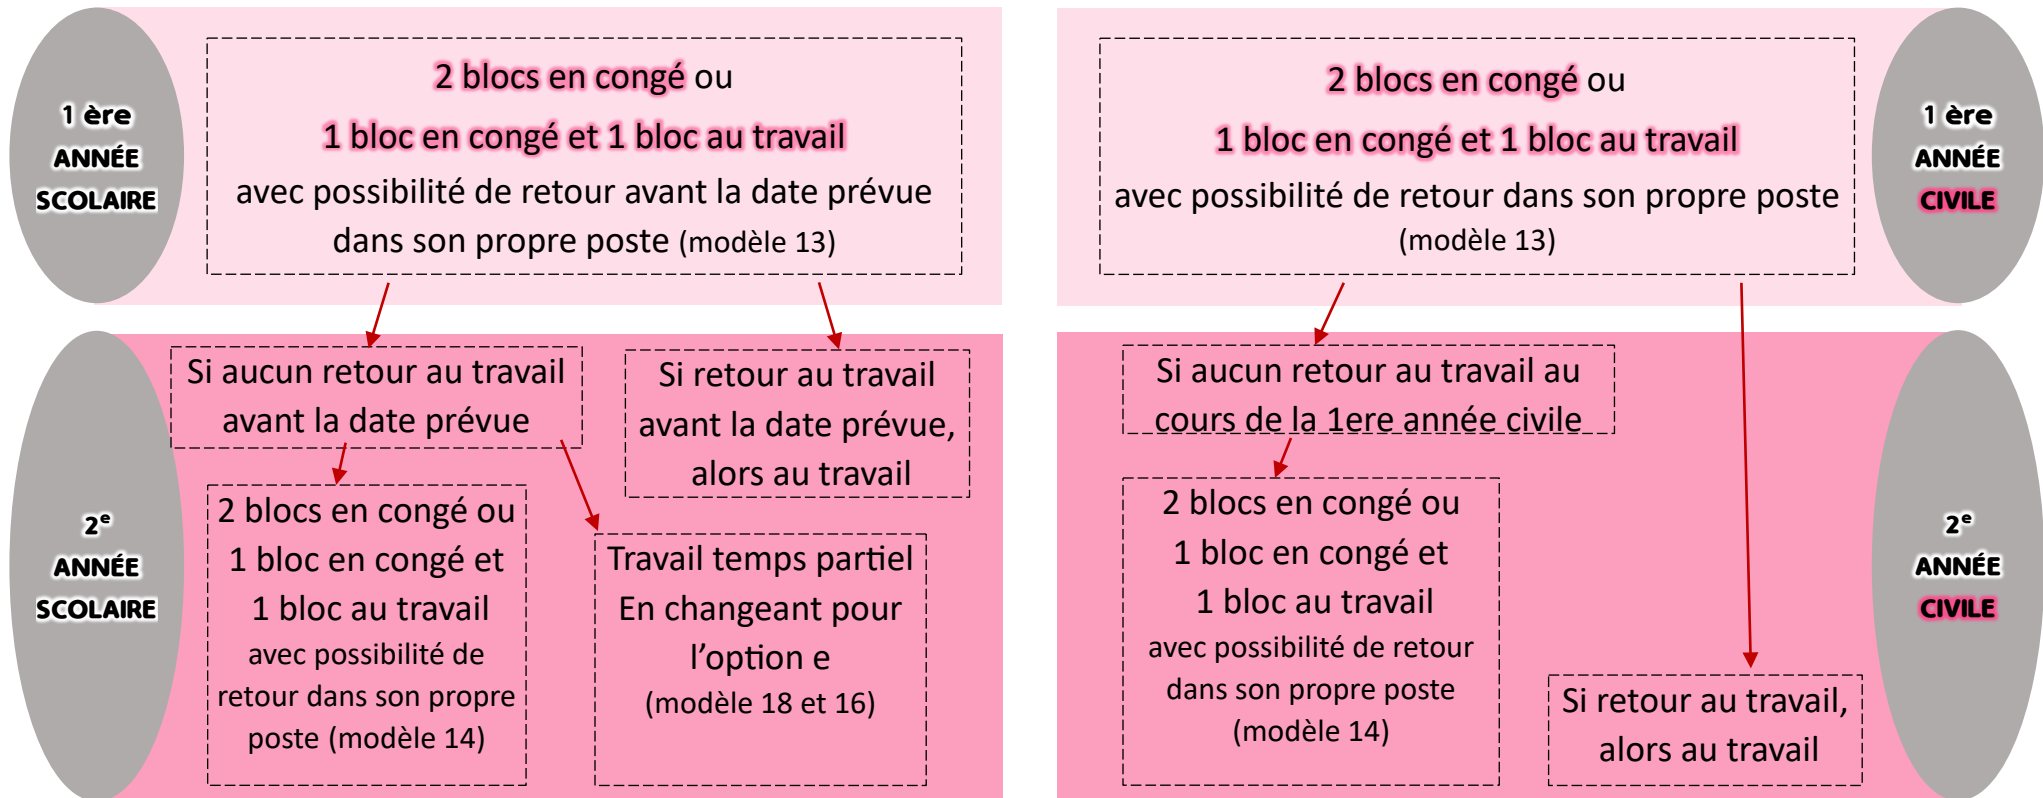 1 ère
ANNÉE
SCOLAIRE
2 blocs en congé ou
1 bloc en congé et 1 bloc au travail
avec possibilité de retour avant la date prévue
dans son propre poste (modèle 13)
2e
ANNÉE
SCOLAIRE
Si aucun retour au travail
avant la date prévue
Si retour au travail
avant la date prévue,
alors au travail
2 blocs en congé ou
1 bloc en congé et
1 bloc au travail
avec possibilité de
retour dans son propre
poste (modèle 14)
Travail temps partiel
En changeant pour
l'option e
(modèle 18 et 16)
2 blocs en congé ou
1 bloc en congé et 1 bloc au travail
avec possibilité de retour dans son propre poste
(modèle 13)
1 ère
ANNÉE
CIVILE
Si aucun retour au travail au
cours de la 1ere année civile
2 blocs en congé ou
1 bloc en congé et
1 bloc au travail
avec possibilité de retour
dans son propre poste
(modèle 14)
Si retour au travail,
alors au travail
2e
ANNÉE
CIVILE